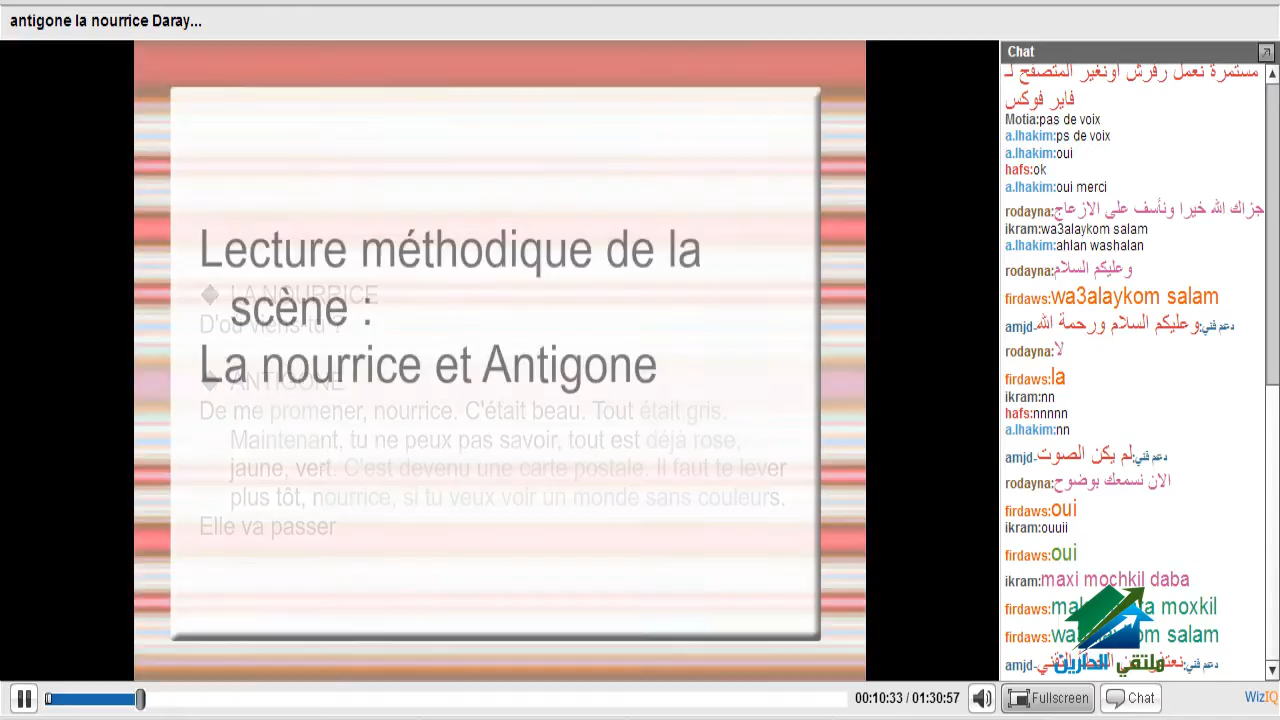 antigone la nourrice Daray...
Lecture méthodique de la
scène :
La nourrice et Antigone
LA NOURRICE
D'où viens-tu ?
ANTIGONE
De me promener, nourrice. C'était beau. Tout était gris.
Maintenant, tu ne peux pas savoir, tout est déjà rose,
jaune, vert. C'est devenu une carte postale. Il faut te lever
plus tôt, nourrice, si tu veux voir un monde sans couleurs.
Elle va passer
Chat
مستمرة نعمل رفرش اونغير المتصفح لـ
فاير فوكس
Motia:pas de voix
a.lhakim:ps de voix
a.lhakim:oui
hafs:ok
a.lhakim:oui merci
rodayna:جزاك الله خيرا ونأسف على الازعاج
ikram:wa3alaykom salam
a.lhakim:ahlan washalan
rodayna:وعليكم السلام
firdaws:wa3alaykom salam
amjd-دعم فني:وعليكم السلام ورحمة الله
rodayna:لا
firdaws:la
ikram:nn
hafs:nnnnn
a.lhakim:nn
amjd-دعم فني:لم يكن الصوت
rodayna:الان نسمعك بوضوح
firdaws:oui
ikram:ouuii
firdaws:oui
ikram:maxi mochkil daba
firdaws: moxkil
firdaws: salam
amjd-دعم فني:
ملتقي الدارين
00:10:33 / 01:30:57
Fullscreen
Chat
WizIQ